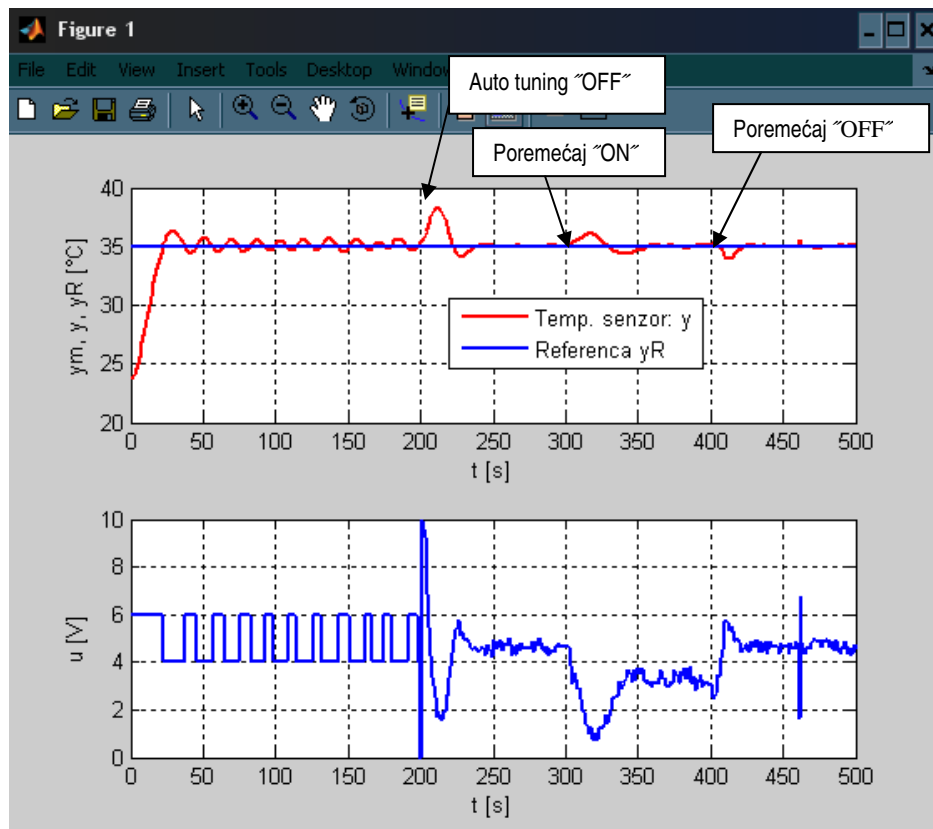 Figure 1
File Edit View Insert Tools Desktop Window
Auto tuning ˝OFF˝
Poremećaj ˝ON˝
Poremećaj ˝OFF˝
40
35
30
25
20
ym, y, yR [°C]
Temp. senzor: y
Referenca yR
0 50 100 150 200 250 300 350 400 450 500
t [s]
10
8
6
4
2
0
u [V]
0 50 100 150 200 250 300 350 400 450 500
t [s]